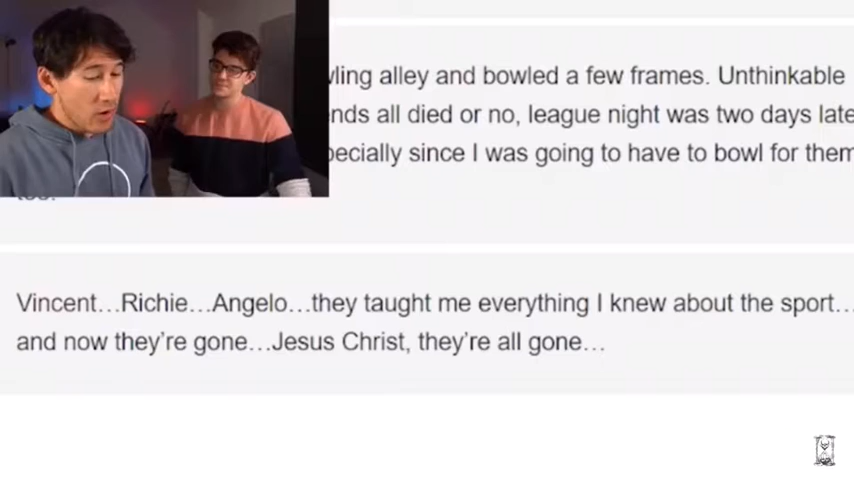 ling alley and bowled a few frames. Unthinkable
nds all died or no, league night was two days late
pecially since I was going to have to bowl for them
too.
Vincent…Richie…Angelo…they taught me everything I knew about the sport…
and now they're gone…Jesus Christ, they're all gone…